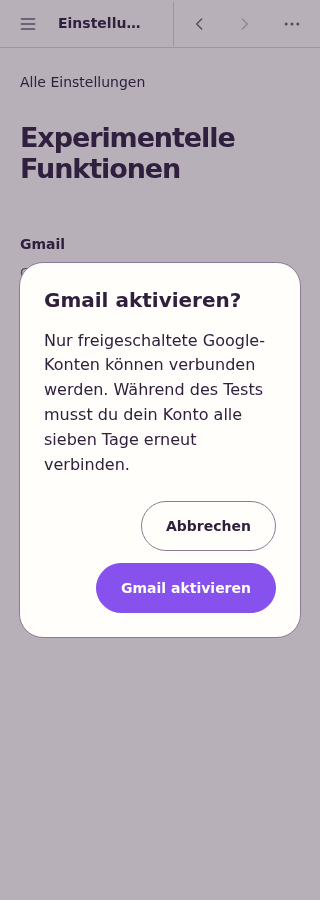 Einstellu...
Alle Einstellungen
Experimentelle
Funktionen
Gmail
Gmail aktivieren?
Nur freigeschaltete Google-
Konten können verbunden
werden. Während des Tests
musst du dein Konto alle
sieben Tage erneut
verbinden.
Abbrechen
Gmail aktivieren